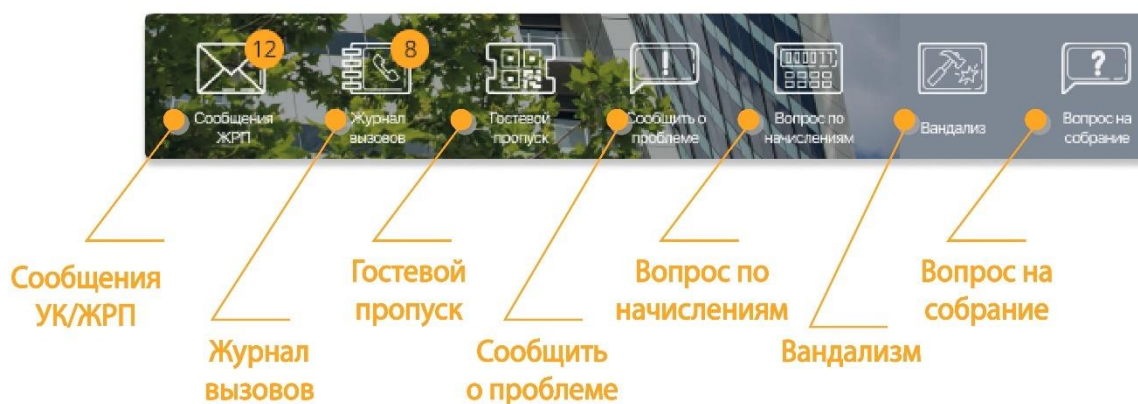 12
8
000011
Сообщения
ЖРП
Журнал
вызовов
Гостевой
пропуск
Сообщить о
проблеме
Вопрос по
начислениям
Вандализ
Вопрос на
собрание
Сообщения
УК/ЖРП
Гостевой
пропуск
Вопрос по
начислениям
Вопрос на
собрание
Журнал
вызовов
Сообщить
о проблеме
Вандализм